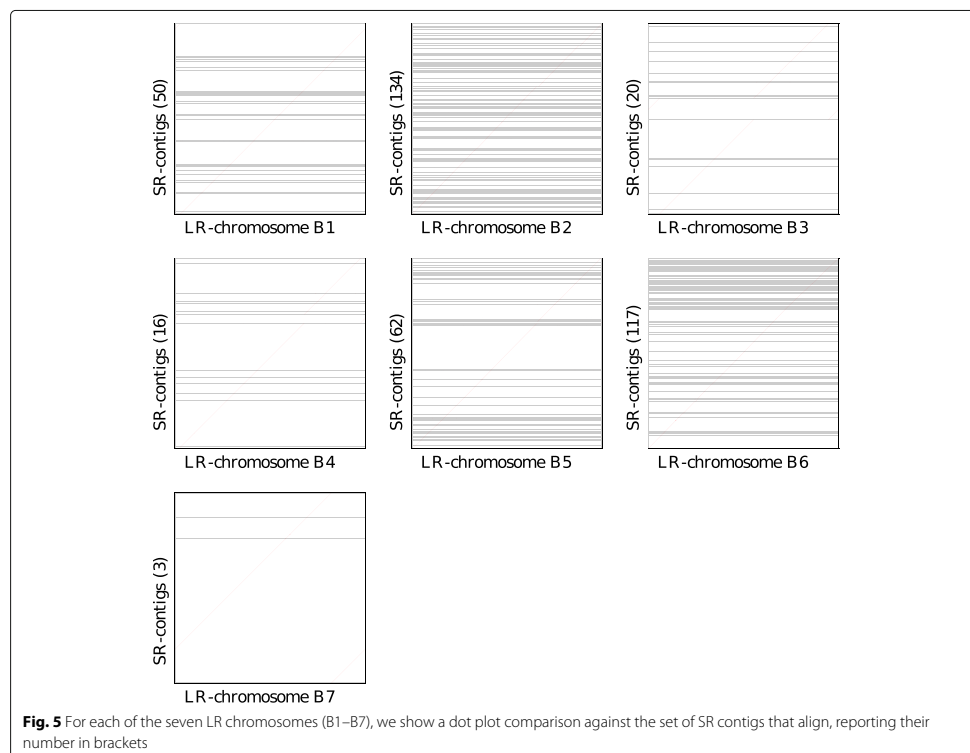 SR-contigs (50)
LR-chromosome B1
SR-contigs (134)
LR-chromosome B2
SR-contigs (20)
LR-chromosome B3
SR-contigs (16)
LR-chromosome B4
SR-contigs (62)
LR-chromosome B5
SR-contigs (117)
LR-chromosome B6
SR-contigs (3)
LR-chromosome B7
Fig. 5 For each of the seven LR chromosomes (B1–B7), we show a dot plot comparison against the set of SR contigs that align, reporting their
number in brackets